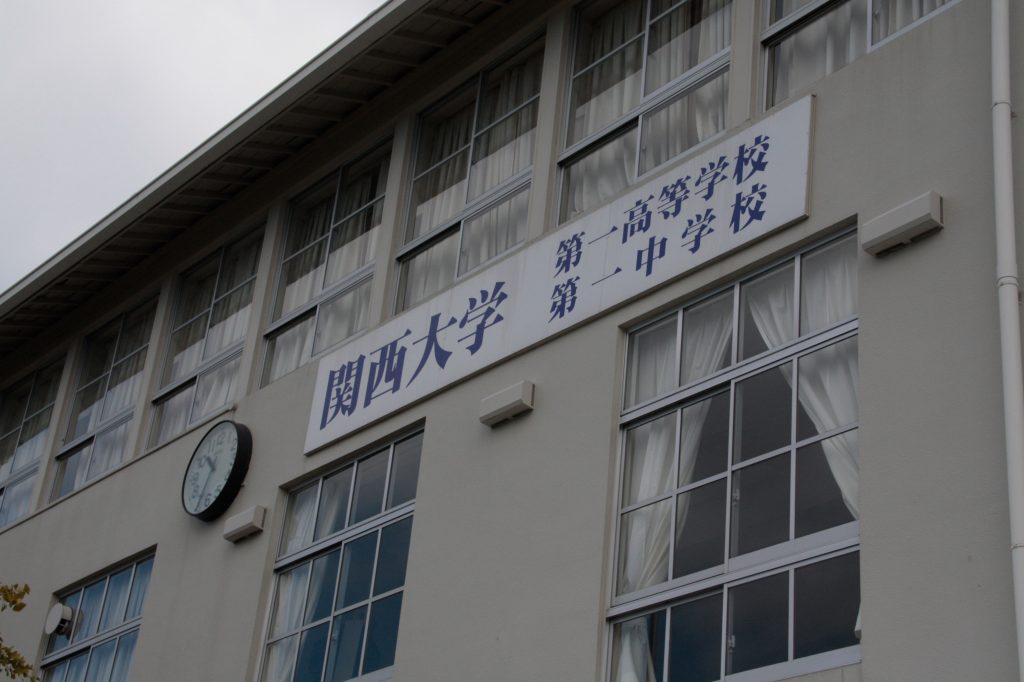 関西大学
第一高等学校
第一中学校